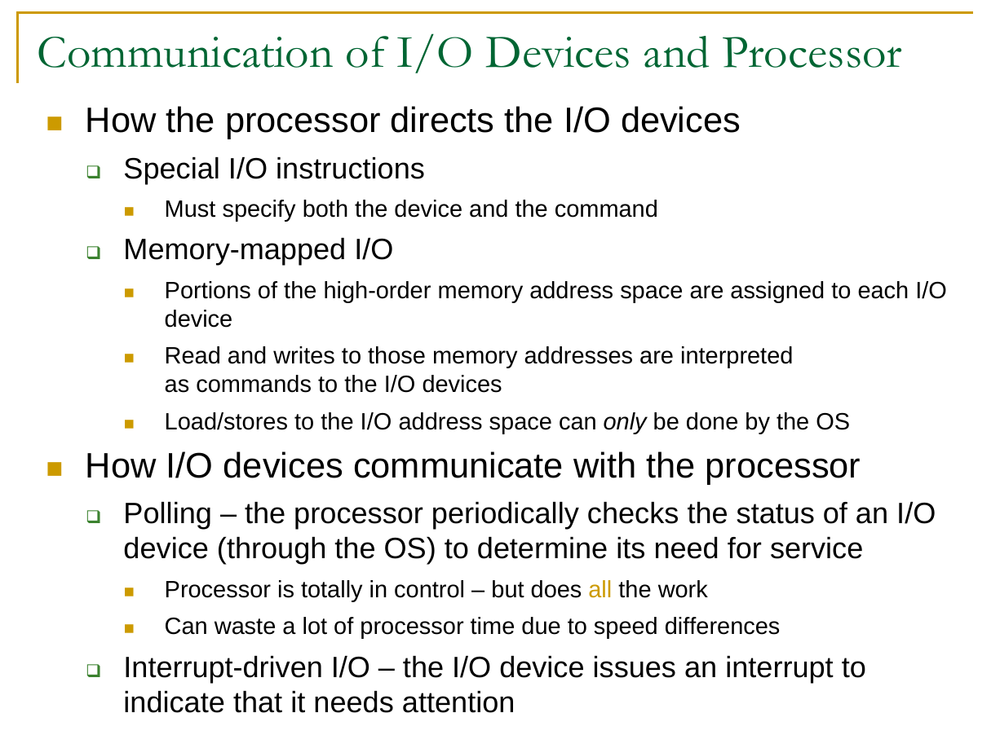 Communication of I/O Devices and Processor
How the processor directs the I/O devices
Special I/O instructions
Must specify both the device and the command
Memory-mapped I/O
Portions of the high-order memory address space are assigned to each I/O
device
Read and writes to those memory addresses are interpreted
as commands to the I/O devices
Load/stores to the I/O address space can only be done by the OS
How I/O devices communicate with the processor
Polling – the processor periodically checks the status of an I/O
device (through the OS) to determine its need for service
Processor is totally in control – but does all the work
Can waste a lot of processor time due to speed differences
Interrupt-driven I/O – the I/O device issues an interrupt to
indicate that it needs attention